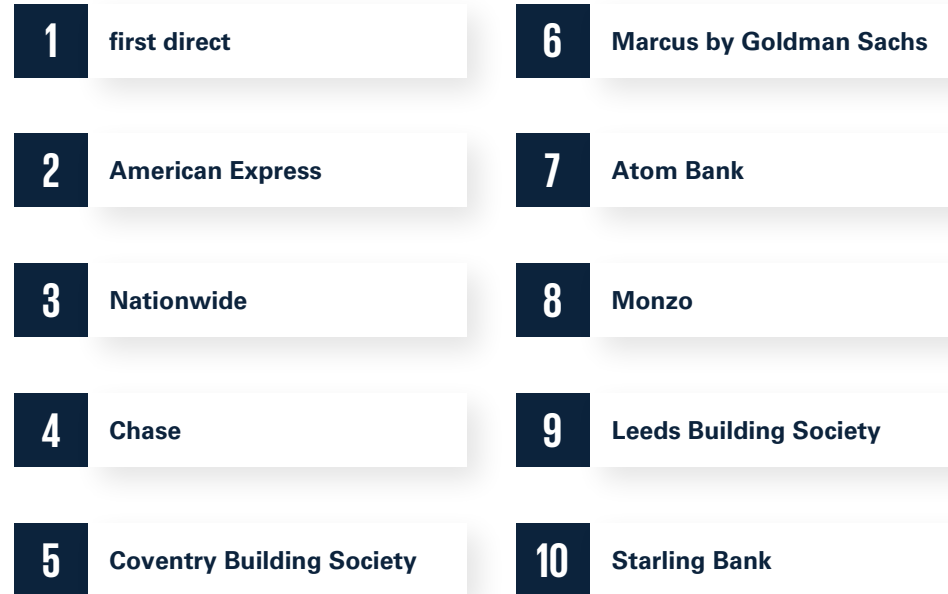 1 first direct
2 American Express
3 Nationwide
4 Chase
5 Coventry Building Society
6 Marcus by Goldman Sachs
7 Atom Bank
8 Monzo
9 Leeds Building Society
10 Starling Bank